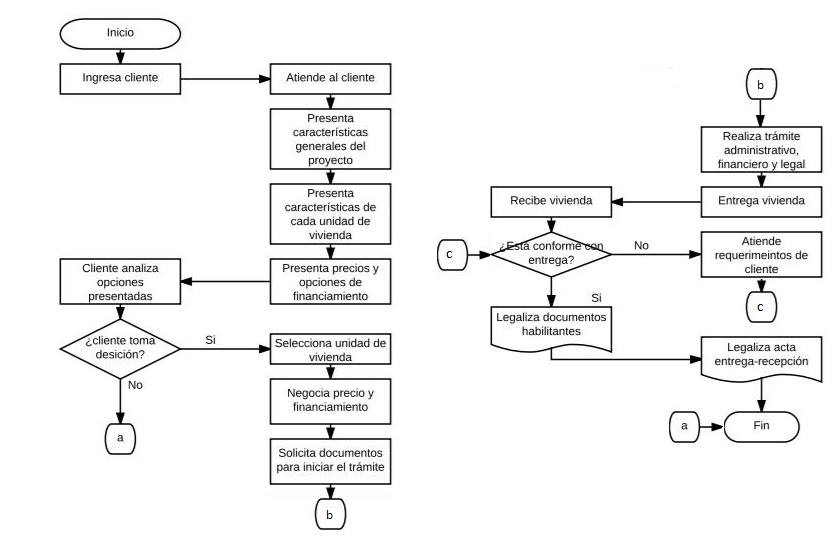 Inicio
Ingresa cliente
Atiende al cliente
Presenta
características
generales del
proyecto
Presenta
características de
cada unidad de
vivienda
Presenta precios y
opciones de
financiamiento
Cliente analiza
opciones
presentadas
¿cliente toma
desición?
Si
No
a
Selecciona unidad de
vivienda
Negocia precio y
financiamiento
Solicita documentos
para iniciar el trámite
b
b
Realiza trámite
administrativo,
financiero y legal
Entrega vivienda
Recibe vivienda
c
¿Está conforme con
entrega?
No
Atiende
requerimeintos de
cliente
c
Si
Legaliza documentos
habilitantes
Legaliza acta
entrega-recepción
a
Fin